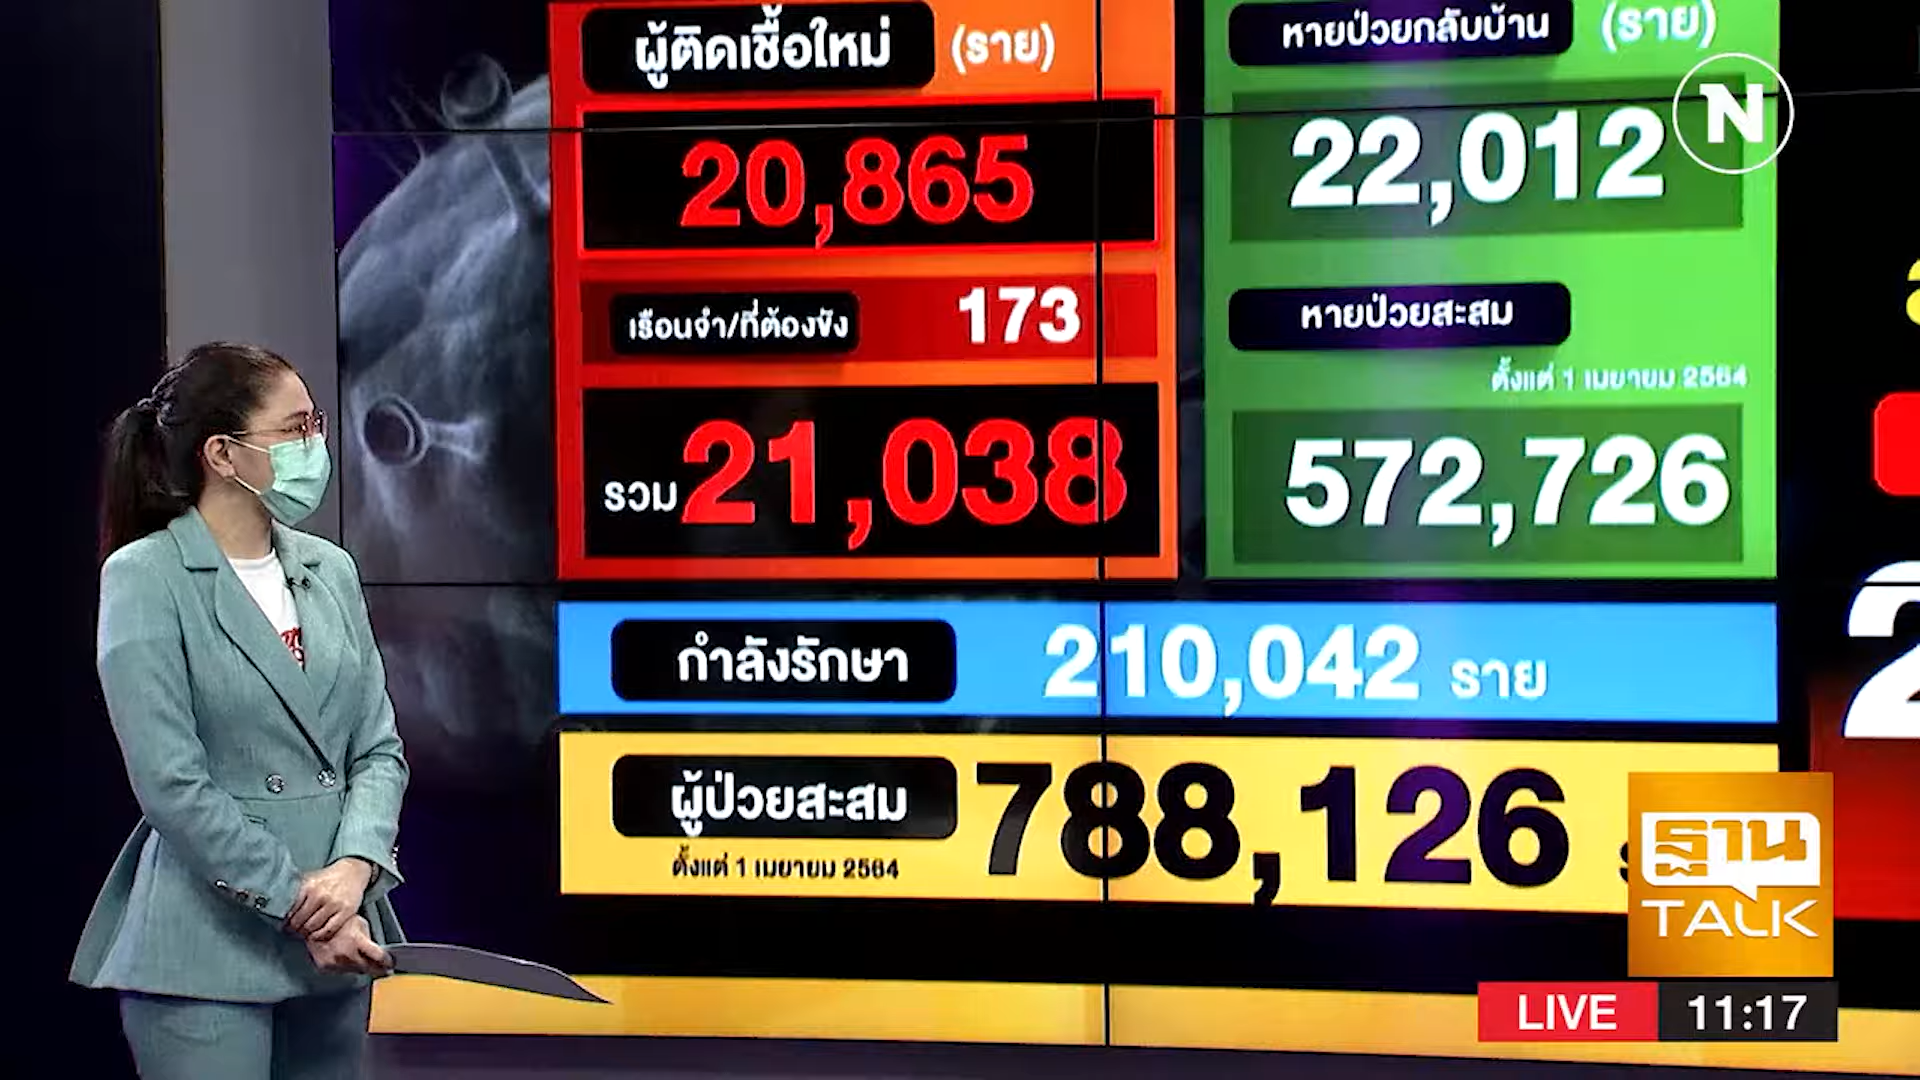 ผู้ติดเชื้อใหม่ (ราย)
20,865
เรือนจำ/ที่ต้องขัง 173
รวม 21,038
หายป่วยกลับบ้าน (ราย)
22,012
N
หายป่วยสะสม
ตั้งแต่ 1 เมษายน 2564
572,726
กำลังรักษา 210,042 ราย
ผู้ป่วยสะสม 788,126
ตั้งแต่ 1 เมษายน 2564
ฐาน
TALK
LIVE 11:17